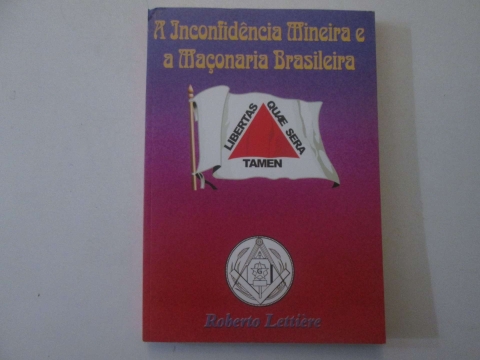 A Inconfidência Mineira e
a Maçonaria Brasileira
LIBERTAS
QUÆ SERA
TAMEN
G
Roberto Lettière